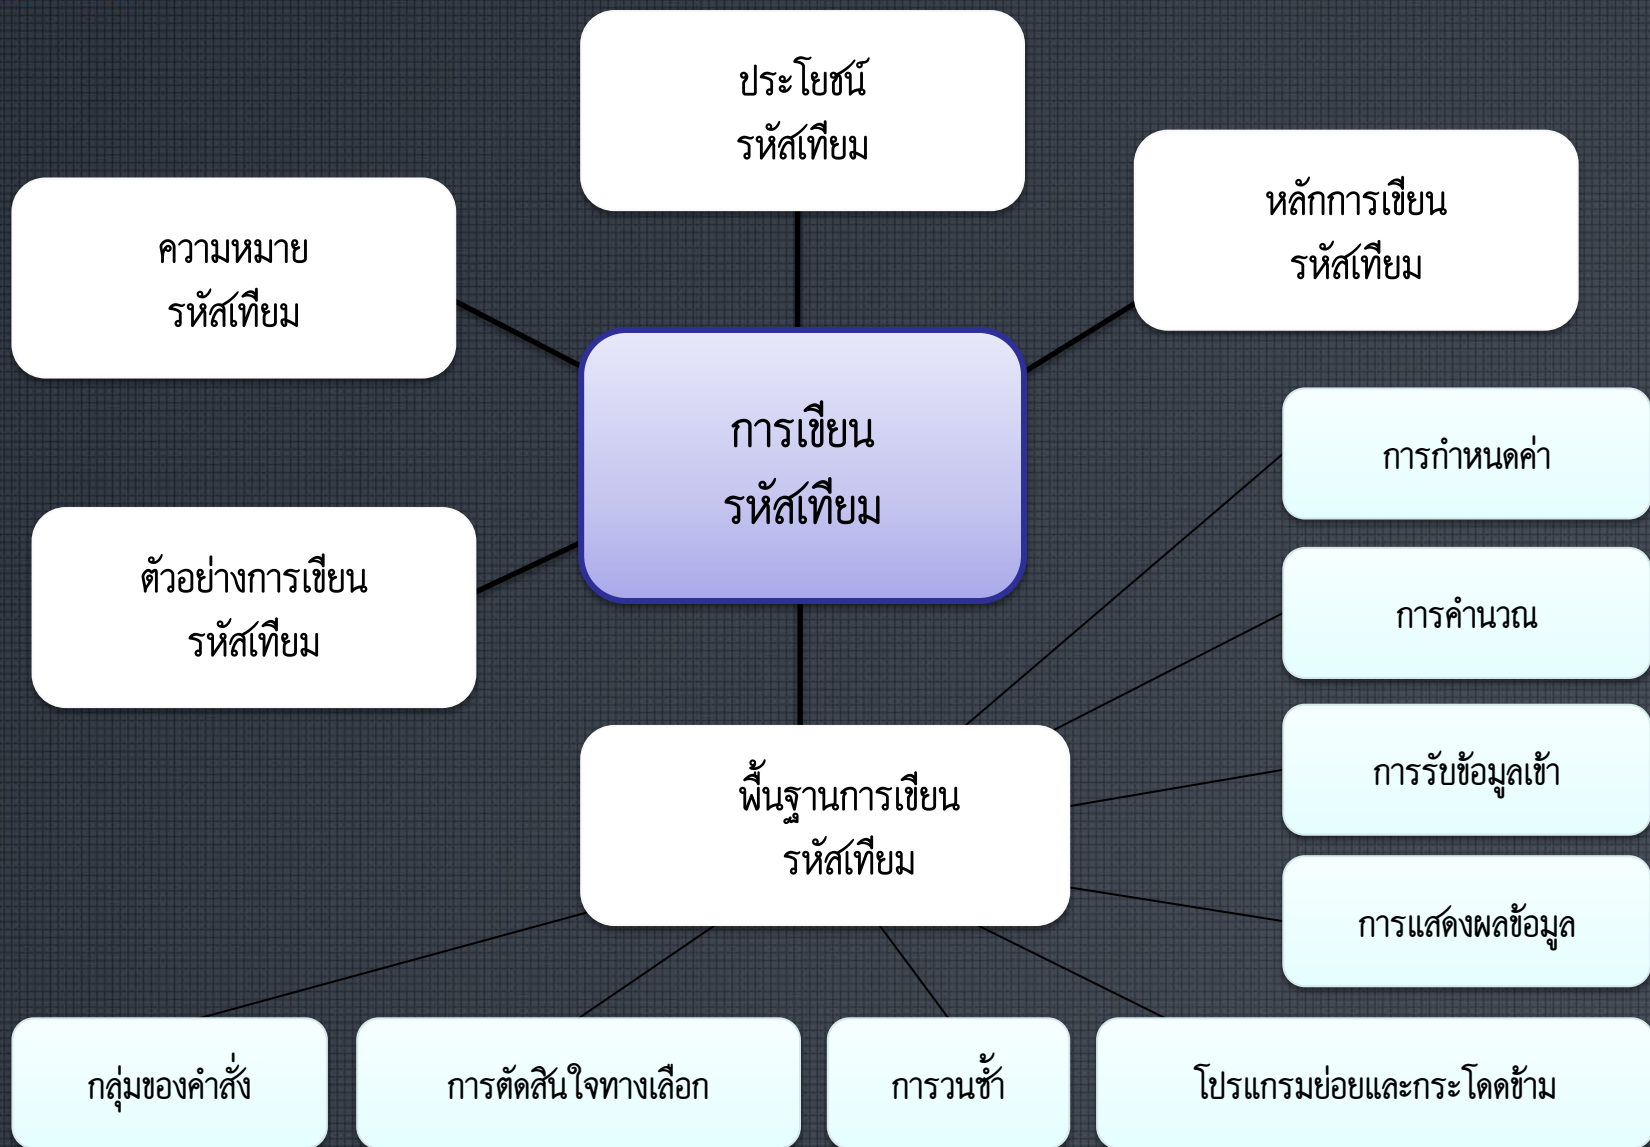 ประโยชน์
รหัสเทียม
หลักการเขียน
รหัสเทียม
ความหมาย
รหัสเทียม
การเขียน
รหัสเทียม
การกำหนดค่า
ตัวอย่างการเขียน
รหัสเทียม
การคำนวณ
พื้นฐานการเขียน
รหัสเทียม
การรับข้อมูลเข้า
การแสดงผลข้อมูล
กลุ่มของคำสั่ง
การตัดสินใจทางเลือก
การวนซ้ำ
โปรแกรมย่อยและกระโดดข้าม